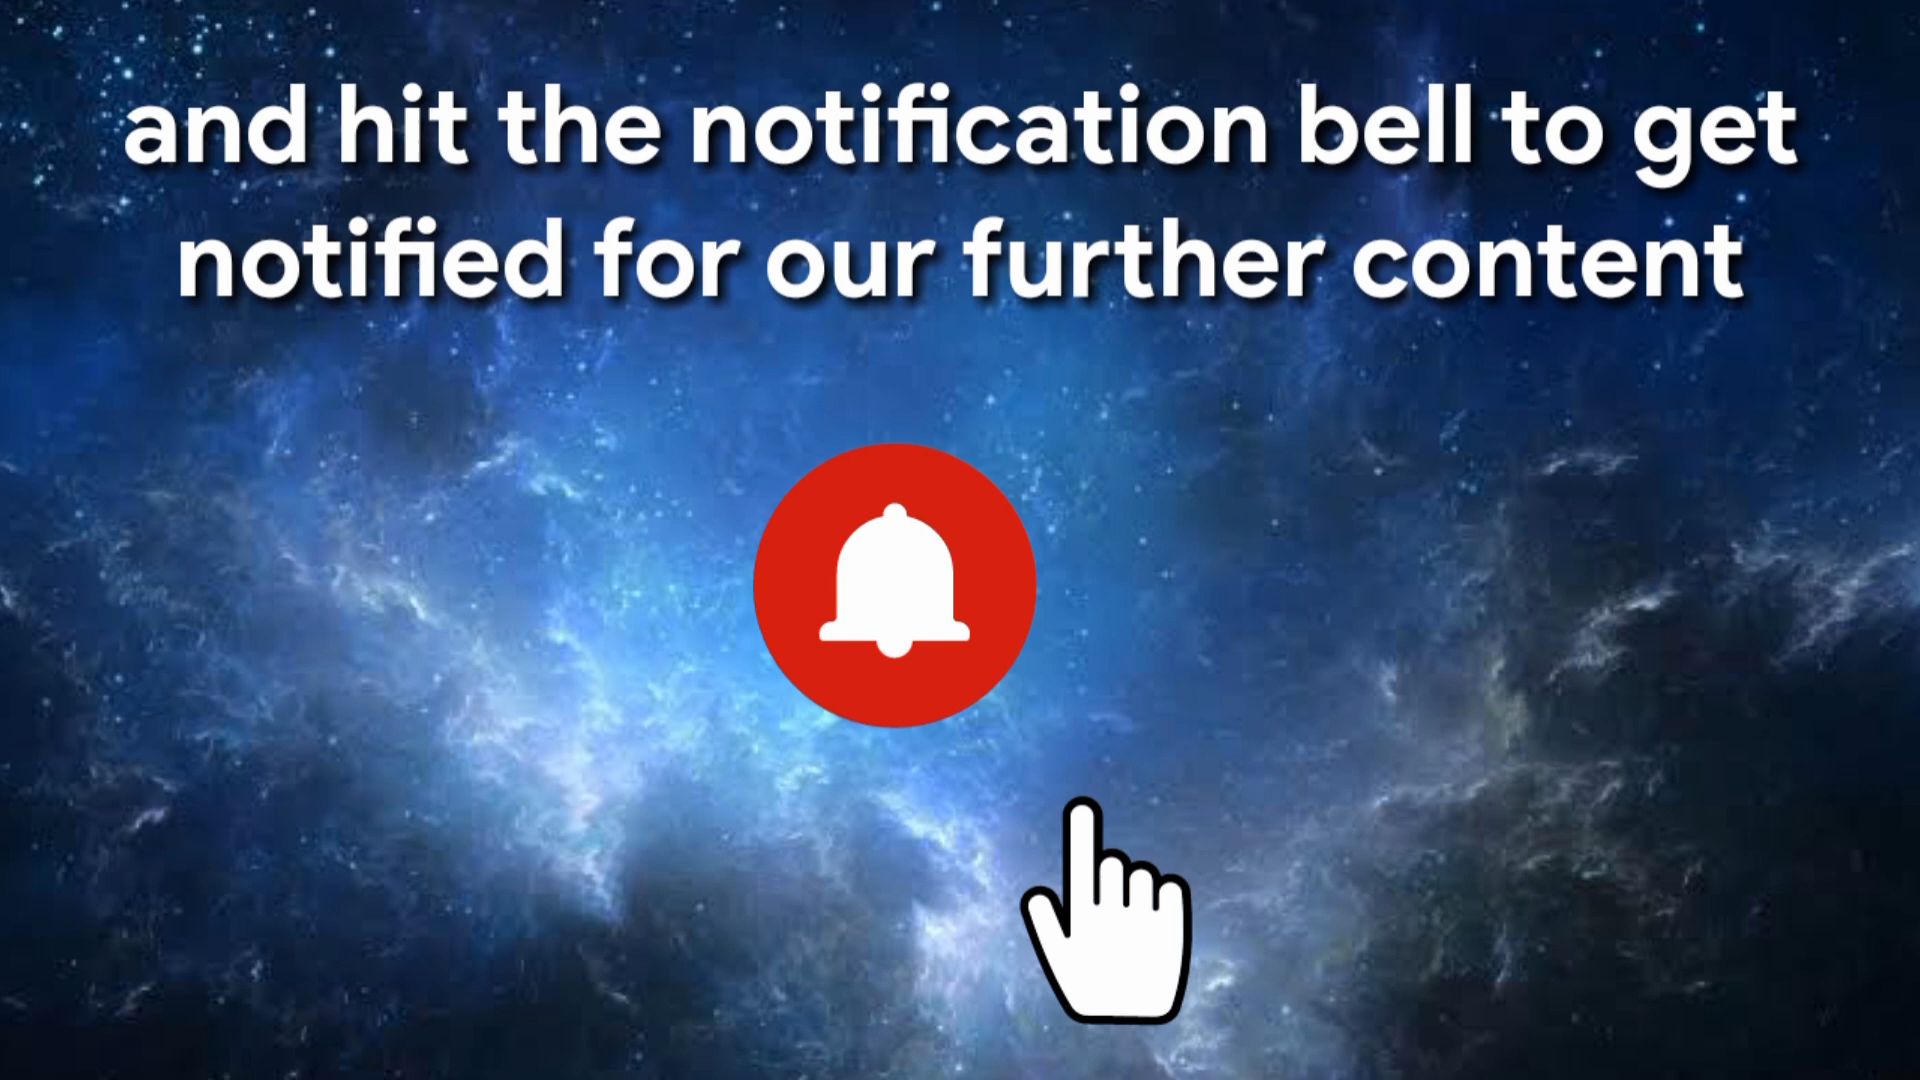 and hit the notification bell to get
notified for our further content